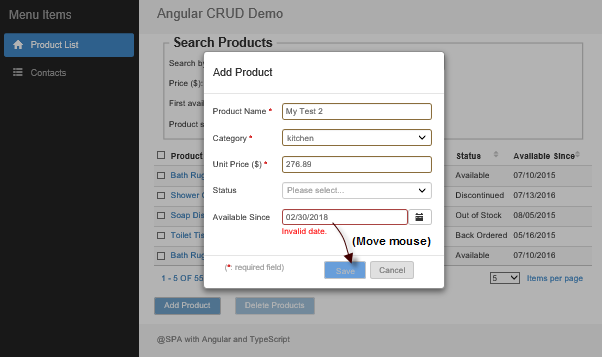 Menu Items
Angular CRUD Demo
Product List
Contacts
Search Products
Search by
Price ($):
First avai
Product s
Add Product
Product Name * My Test 2
Category * kitchen
Unit Price ($) * 276.89
Status Please select...
Available Since 02/30/2018
Invalid date.
(Move mouse)
(*: required field)
Save Cancel
Product Status Available Since
Bath Rug Available 07/10/2015
Shower C Discontinued 07/13/2016
Soap Dis Out of Stock 08/05/2015
Toilet Tis Back Ordered 05/16/2015
Bath Rug Available 07/10/2016
1 - 5 OF 55 5 Items per page
Add Product Delete Products
@SPA with Angular and TypeScript